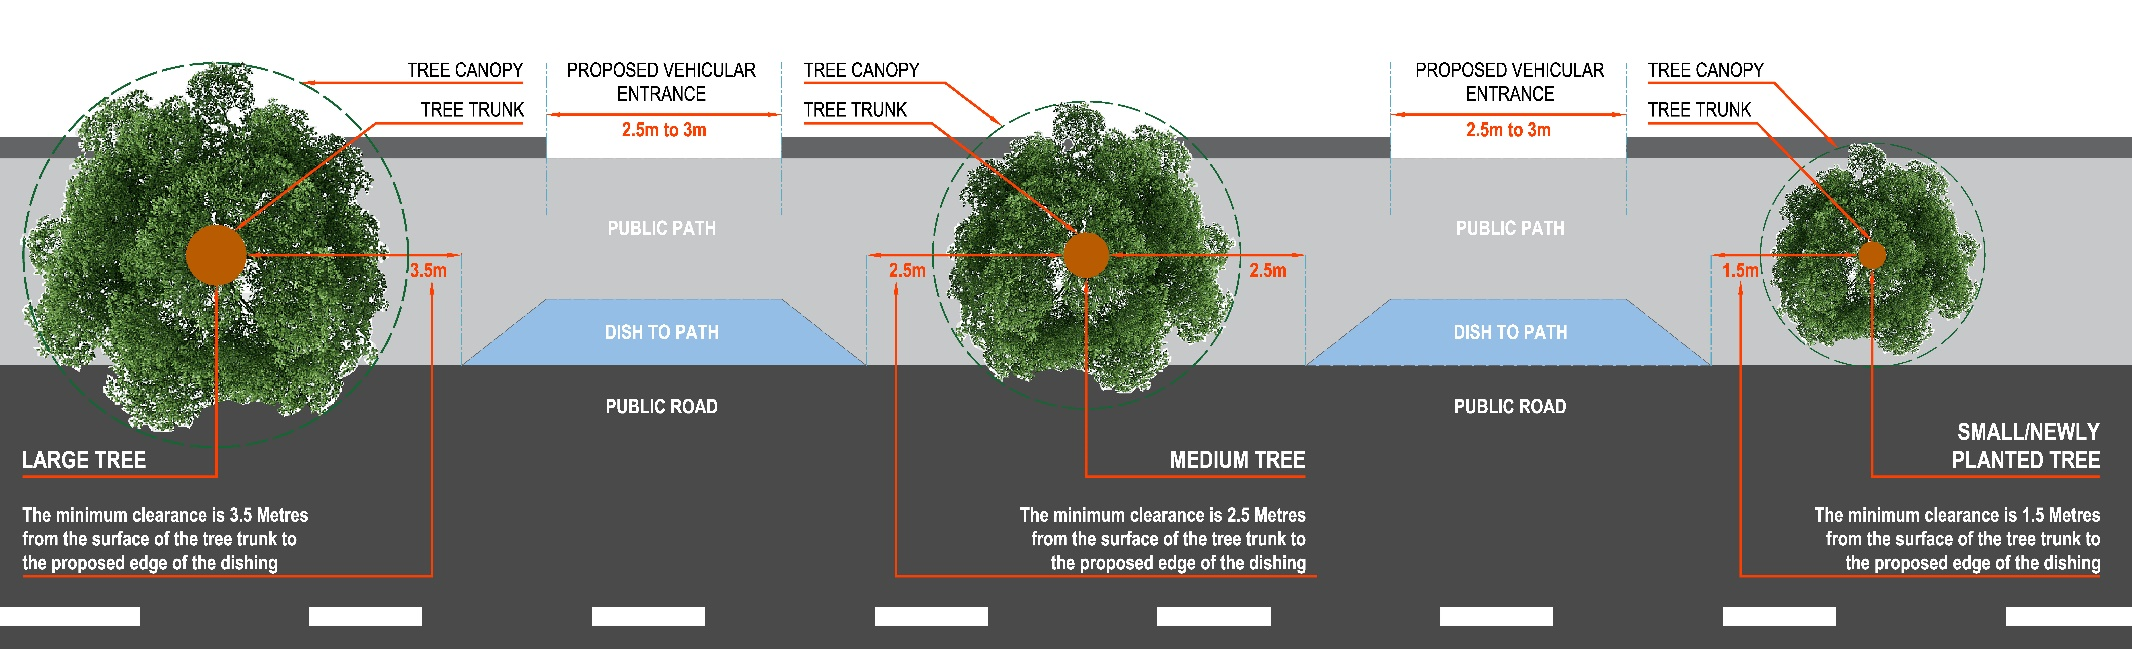 TREE CANOPY
TREE TRUNK
PROPOSED VEHICULAR
ENTRANCE
2.5m to 3m
TREE CANOPY
TREE TRUNK
PROPOSED VEHICULAR
ENTRANCE
2.5m to 3m
TREE CANOPY
TREE TRUNK
PUBLIC PATH
PUBLIC PATH
3.5m
2.5m
2.5m
1.5m
DISH TO PATH
DISH TO PATH
PUBLIC ROAD
PUBLIC ROAD
LARGE TREE
The minimum clearance is 3.5 Metres
from the surface of the tree trunk to
the proposed edge of the dishing
MEDIUM TREE
The minimum clearance is 2.5 Metres
from the surface of the tree trunk to
the proposed edge of the dishing
SMALL/NEWLY
PLANTED TREE
The minimum clearance is 1.5 Metres
from the surface of the tree trunk to
the proposed edge of the dishing